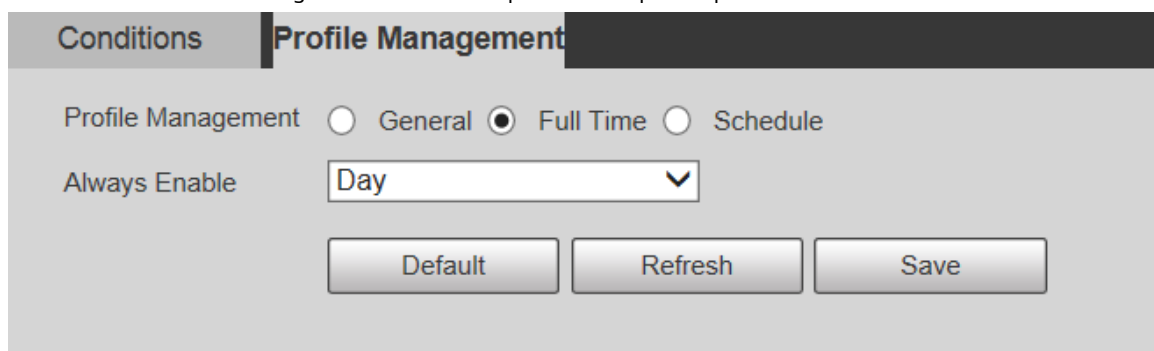 Conditions Profile Management
Profile Management General Full Time Schedule
Always Enable Day
Default Refresh Save